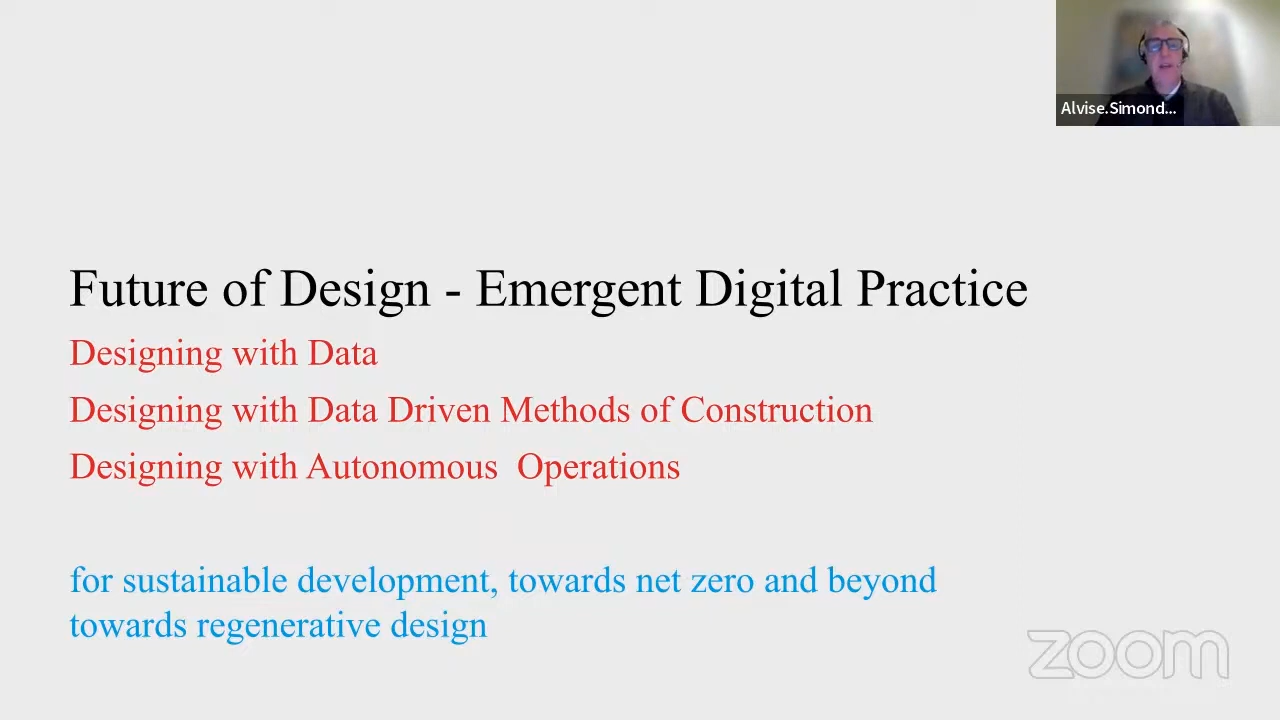 Alvise.Simond...
Future of Design - Emergent Digital Practice
Designing with Data
Designing with Data Driven Methods of Construction
Designing with Autonomous  Operations
for sustainable development, towards net zero and beyond
towards regenerative design
zoom